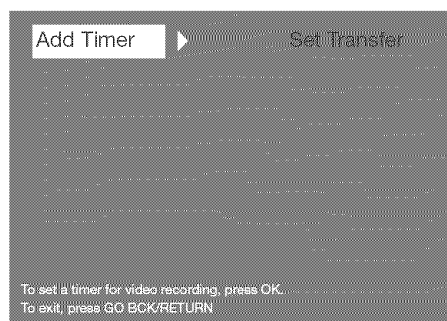 Add Timer Set Transfer
To set a timer for video recording, press OK.
To exit, press GO BCK/RETURN